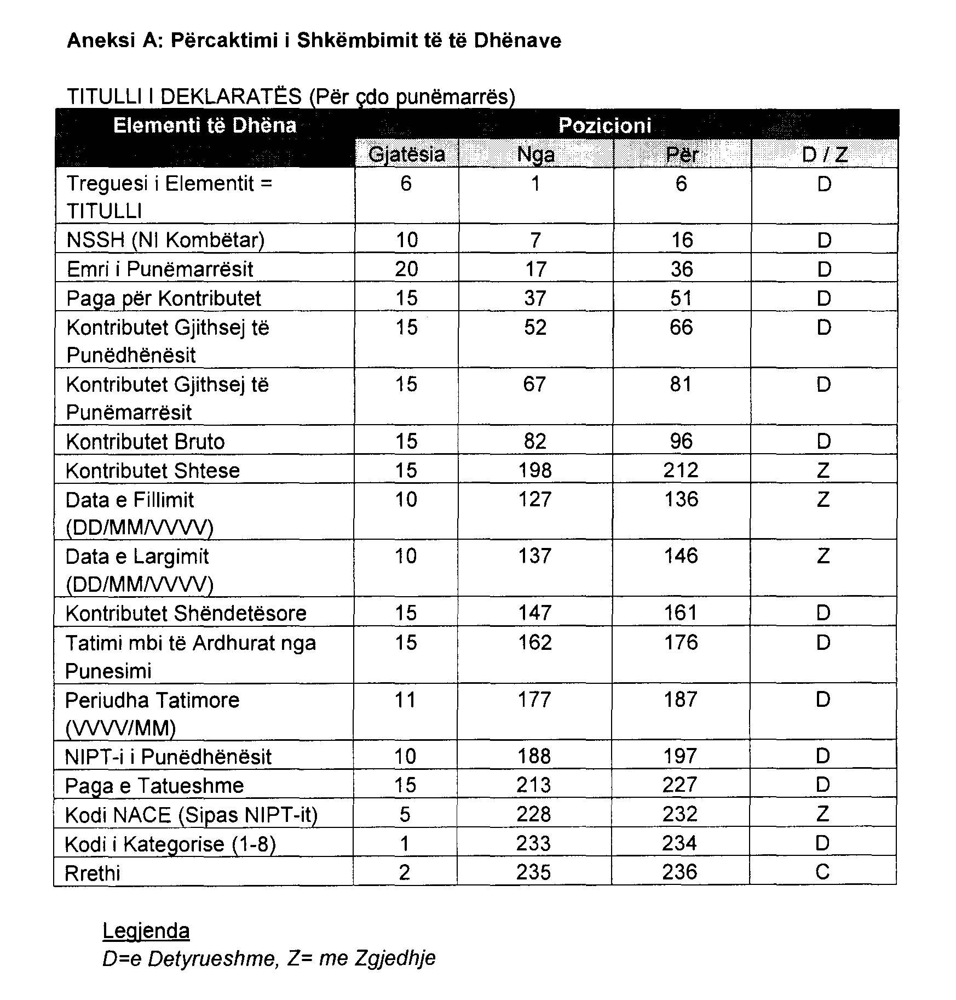 Aneksi A: Përcaktimi i Shkëmbimit të të Dhënave
TITULLI I DEKLARATËS (Për çdo punëmarrës)
Elementi të Dhëna Pozicioni
Gjatësia Nga Për D / Z
Treguesi i Elementit = 6 1 6 D
TITULLI
NSSH (NI Kombëtar) 10 7 16 D
Emri i Punëmarrësit 20 17 36 D
Paga për Kontributet 15 37 51 D
Kontributet Gjithsej të 15 52 66 D
Punëdhënësit
Kontributet Gjithsej të 15 67 81 D
Punëmarrësit
Kontributet Bruto 15 82 96 D
Kontributet Shtese 15 198 212 Z
Data e Fillimit 10 127 136 Z
(DD/MM/VVVV)
Data e Largimit 10 137 146 Z
(DD/MM/VVVV)
Kontributet Shëndetësore 15 147 161 D
Tatimi mbi të Ardhurat nga 15 162 176 D
Punesimi
Periudha Tatimore 11 177 187 D
(VVVV/MM)
NIPT-i i Punëdhënësit 10 188 197 D
Paga e Tatueshme 15 213 227 D
Kodi NACE (Sipas NIPT-it) 5 228 232 Z
Kodi i Kategorise (1-8) 1 233 234 D
Rrethi 2 235 236 C
Legjenda
D=e Detyrueshme, Z= me Zgjedhje